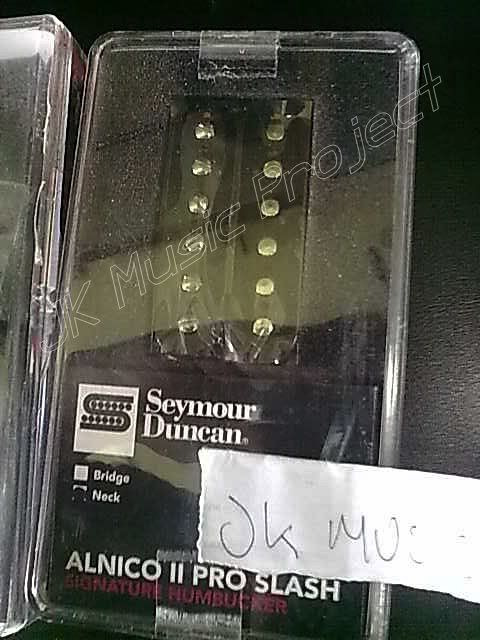 JK Music Project
Seymour
Duncan®
Bridge
Neck
JK MUS
ALNICO II PRO SLASH
SIGNATURE HUMBUCKER